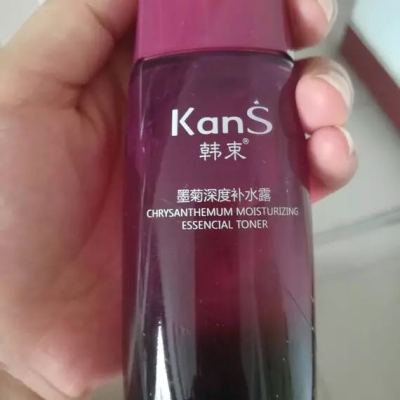 KanS
韩束®
墨菊深度补水露
CHRYSANTHEMUM MOISTURIZING
ESSENCIAL TONER